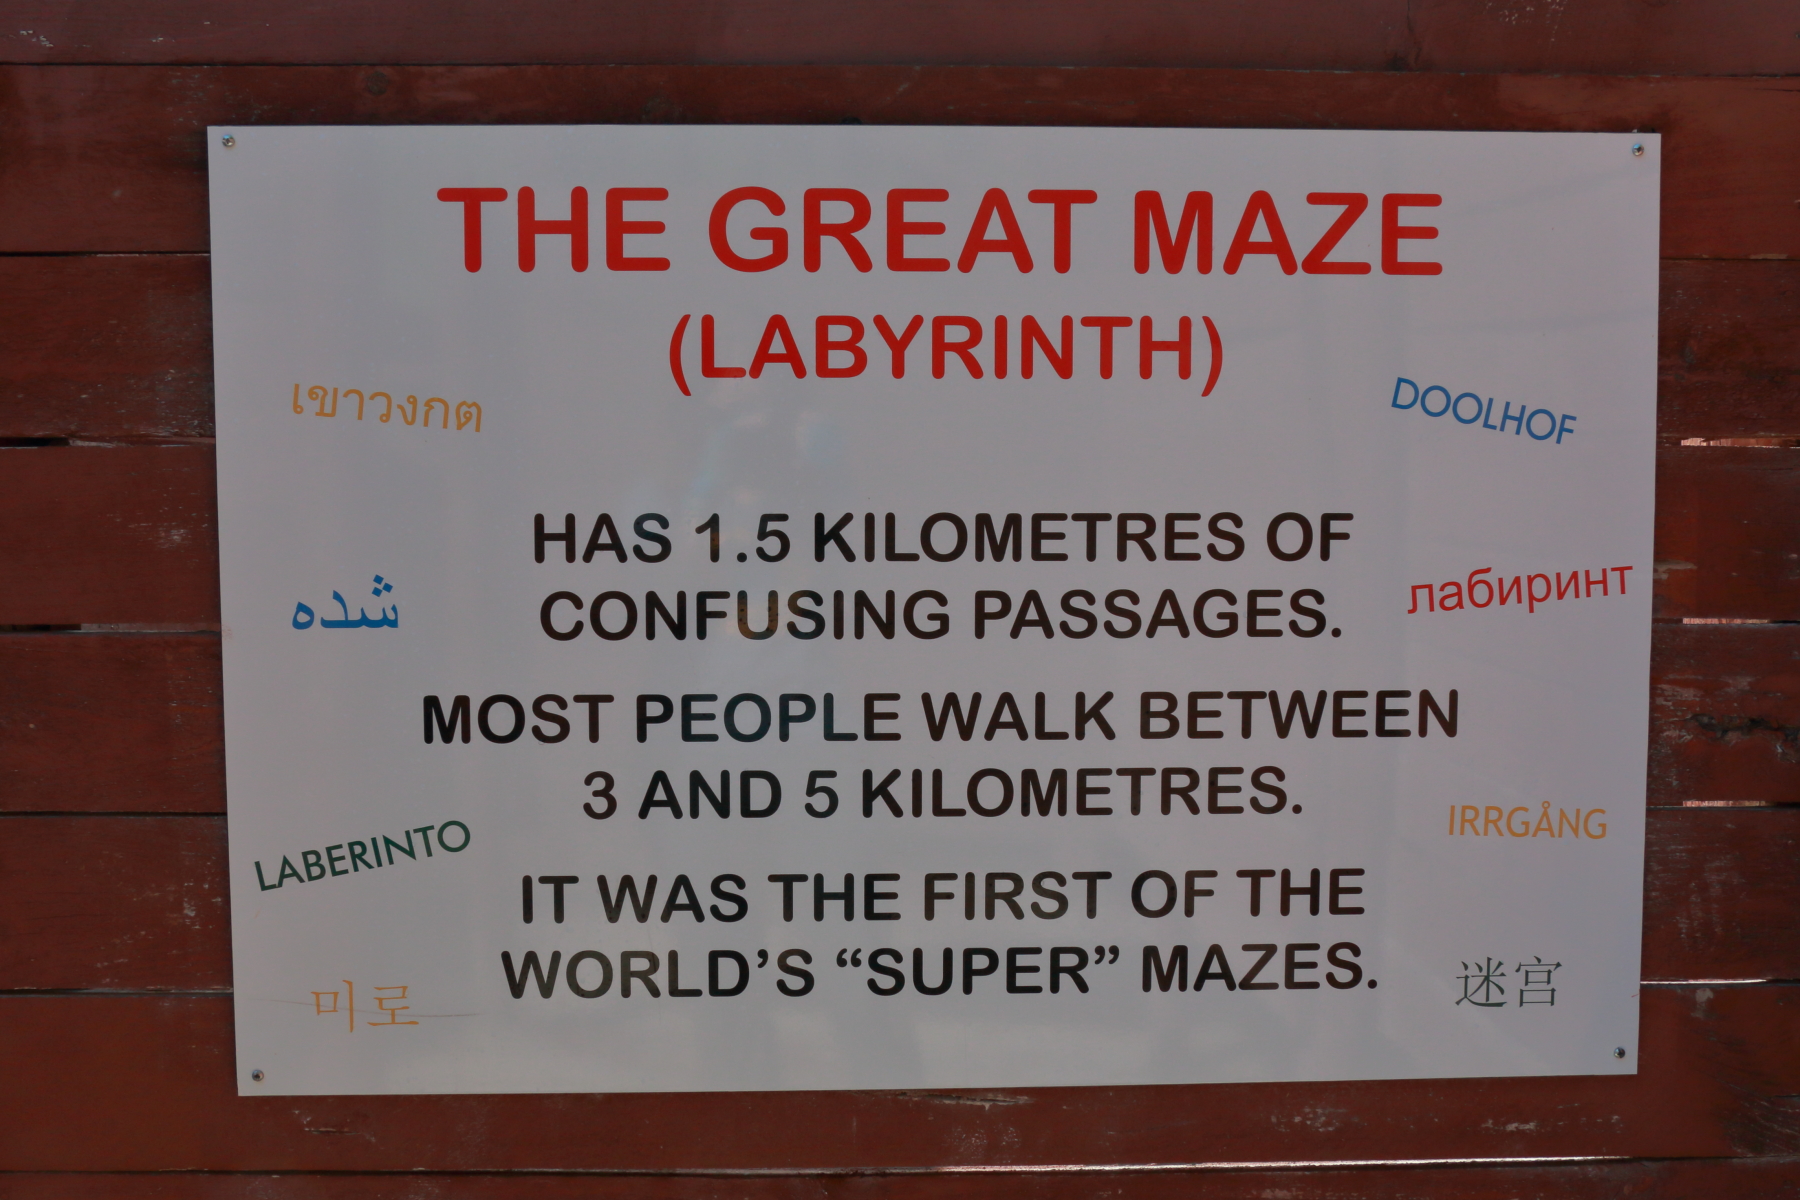 THE GREAT MAZE
(LABYRINTH)
เขาวงกต
DOOLHOF
HAS 1.5 KILOMETRES OF
CONFUSING PASSAGES.
شده
лабиринт
MOST PEOPLE WALK BETWEEN
3 AND 5 KILOMETRES.
LABERINTO
IRRGÅNG
IT WAS THE FIRST OF THE
WORLD'S “SUPER” MAZES.
미로
迷宫